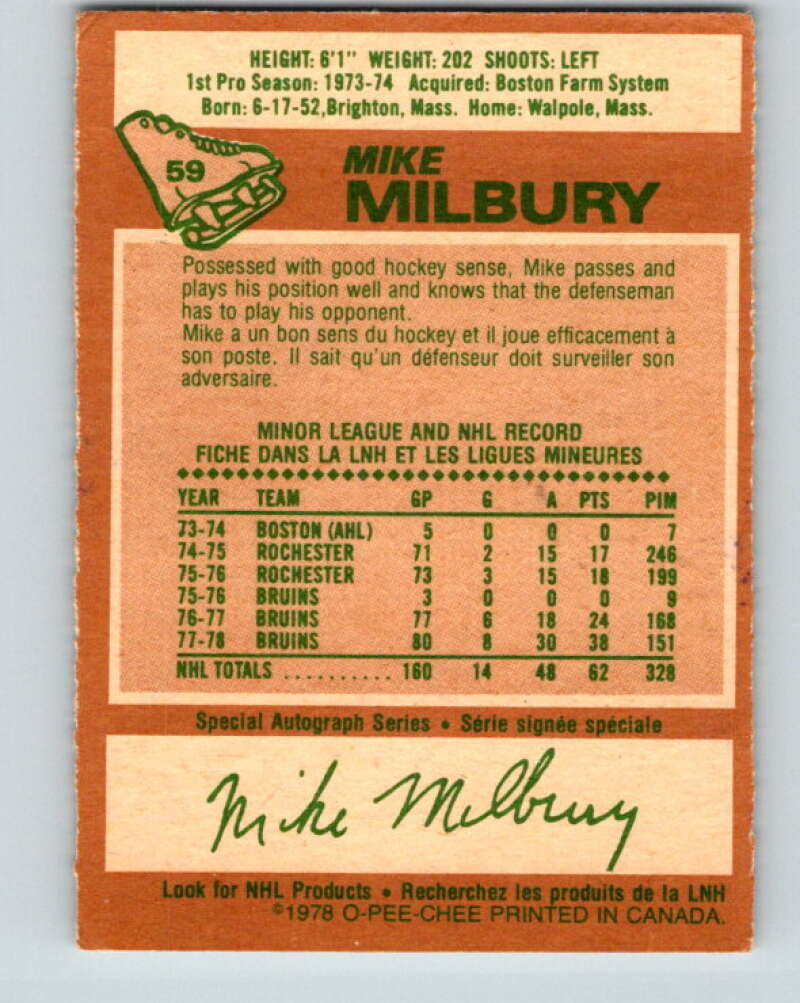 HEIGHT: 6'1" WEIGHT: 202 SHOOTS: LEFT
1st Pro Season: 1973-74 Acquired: Boston Farm System
Born: 6-17-52, Brighton, Mass. Home: Walpole, Mass.
59
MIKE
MILBURY
Possessed with good hockey sense, Mike passes and
plays his position well and knows that the defenseman
has to play his opponent.
Mike a un bon sens du hockey et il joue efficacement à
son poste. Il sait qu'un défenseur doit surveiller son
adversaire.
MINOR LEAGUE AND NHL RECORD
FICHE DANS LA LNH ET LES LIGUES MINEURES
YEAR TEAM GP G A PTS PIM
73-74 BOSTON (AHL) 5 0 0 0 7
74-75 ROCHESTER 71 2 15 17 246
75-76 ROCHESTER 73 3 15 18 199
75-76 BRUINS 3 0 0 0 9
76-77 BRUINS 77 6 18 24 168
77-78 BRUINS 80 8 30 38 151
NHL TOTALS .......... 160 14 48 62 328
Special Autograph Series • Série signée spéciale
Mike Milbury
Look for NHL Products • Recherchez les produits de la LNH
©1978 O-PEE-CHEE PRINTED IN CANADA.